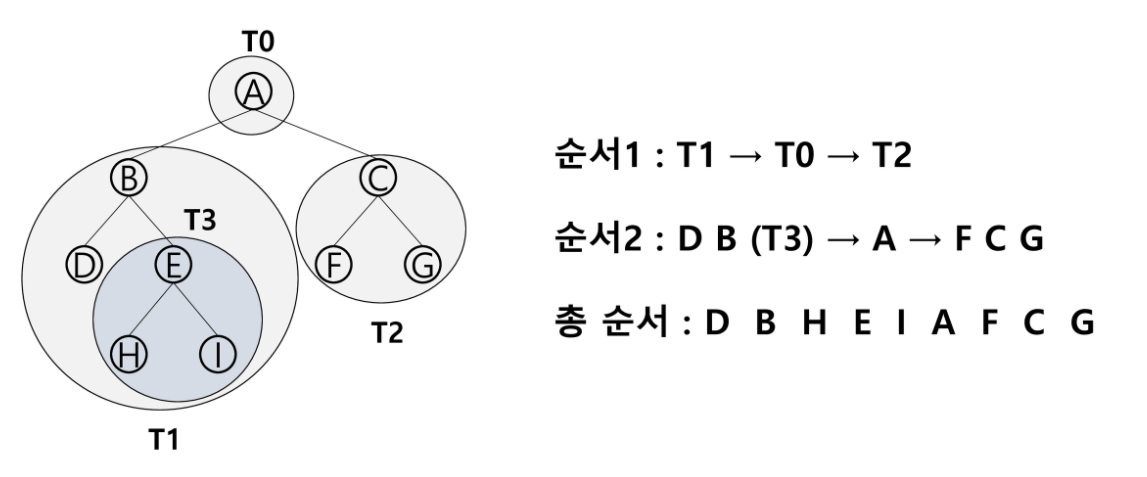 T0
A
B
C
T3
D
E
F
G
H
I
T2
T1
순서1 : T1 → T0 → T2
순서2 : D B (T3) → A → F C G
총 순서 : D B H E I A F C G